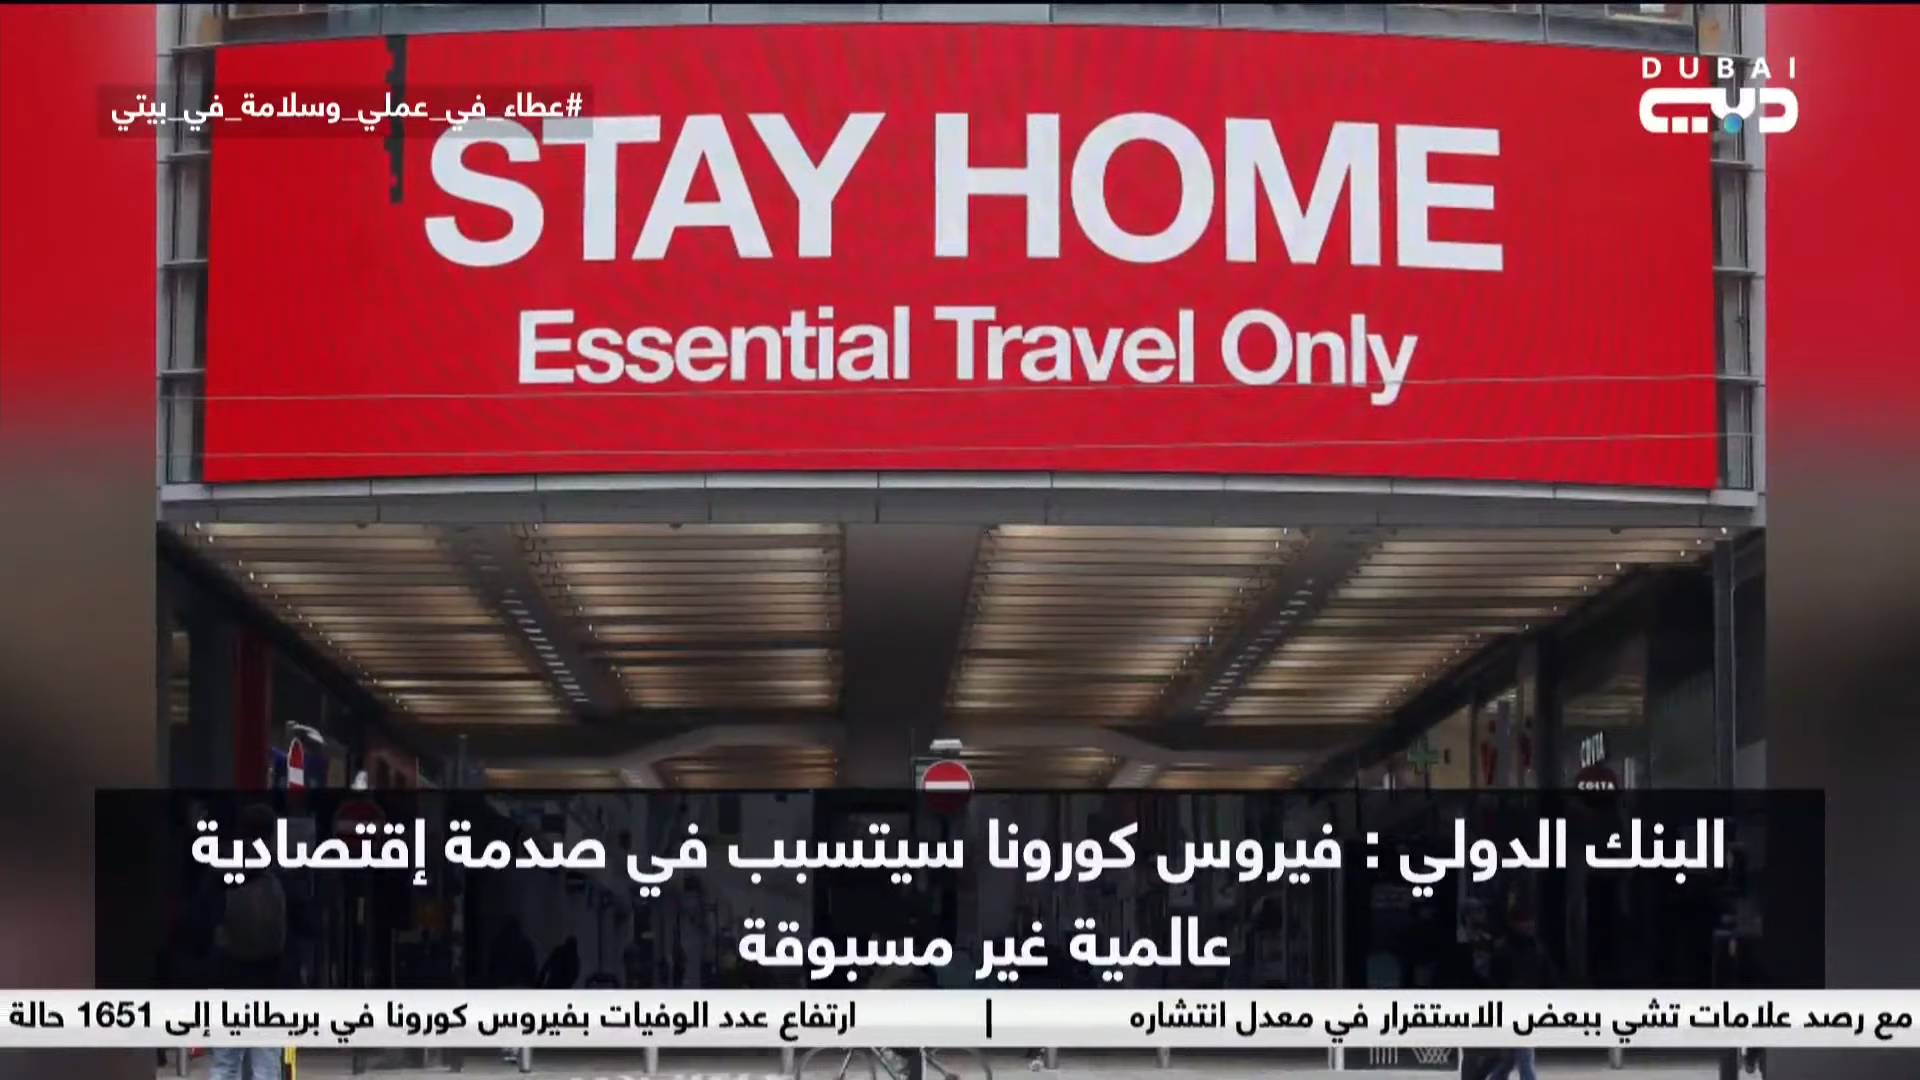 #عطاء_في_عملي_وسلامة_في_بيتي
DUBAI
دبي
STAY HOME
Essential Travel Only
COSTA
COSTA
البنك الدولي : فيروس كورونا سيتسبب في صدمة إقتصادية
عالمية غير مسبوقة
مع رصد علامات تشي ببعض الاستقرار في معدل انتشاره | ارتفاع عدد الوفيات بفيروس كورونا في بريطانيا إلى 1651 حالة